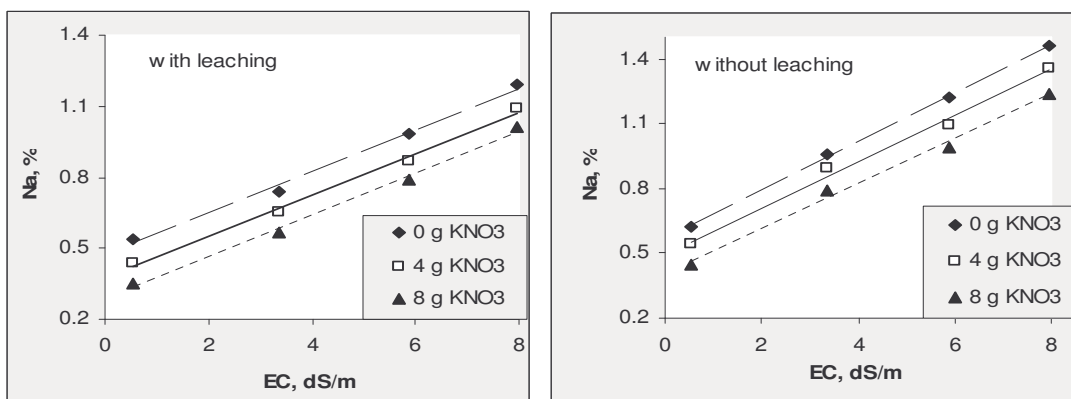 1.4
with leaching
1.1
Na, %
0.8
0.5
0.2
0 g KNO3
4 g KNO3
8 g KNO3
0 2 4 6 8
EC, dS/m
1.4
without leaching
1.1
Na, %
0.8
0.5
0.2
0 g KNO3
4 g KNO3
8 g KNO3
0 2 4 6 8
EC, dS/m